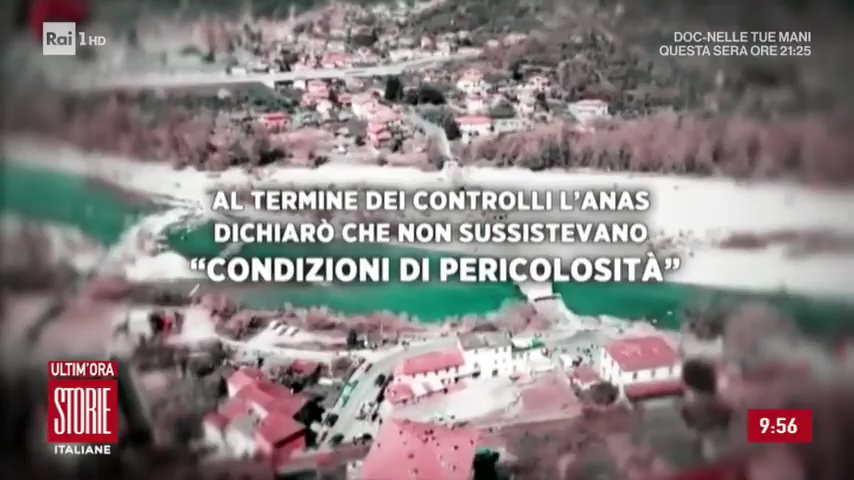 Rai 1 HD
DOC-NELLE TUE MANI
QUESTA SERA ORE 21:25
AL TERMINE DEI CONTROLLI L'ANAS
DICHIARÒ CHE NON SUSSISTEVANO
“CONDIZIONI DI PERICOLOSITÀ”
ULTIM'ORA
STORIE
ITALIANE
9:56